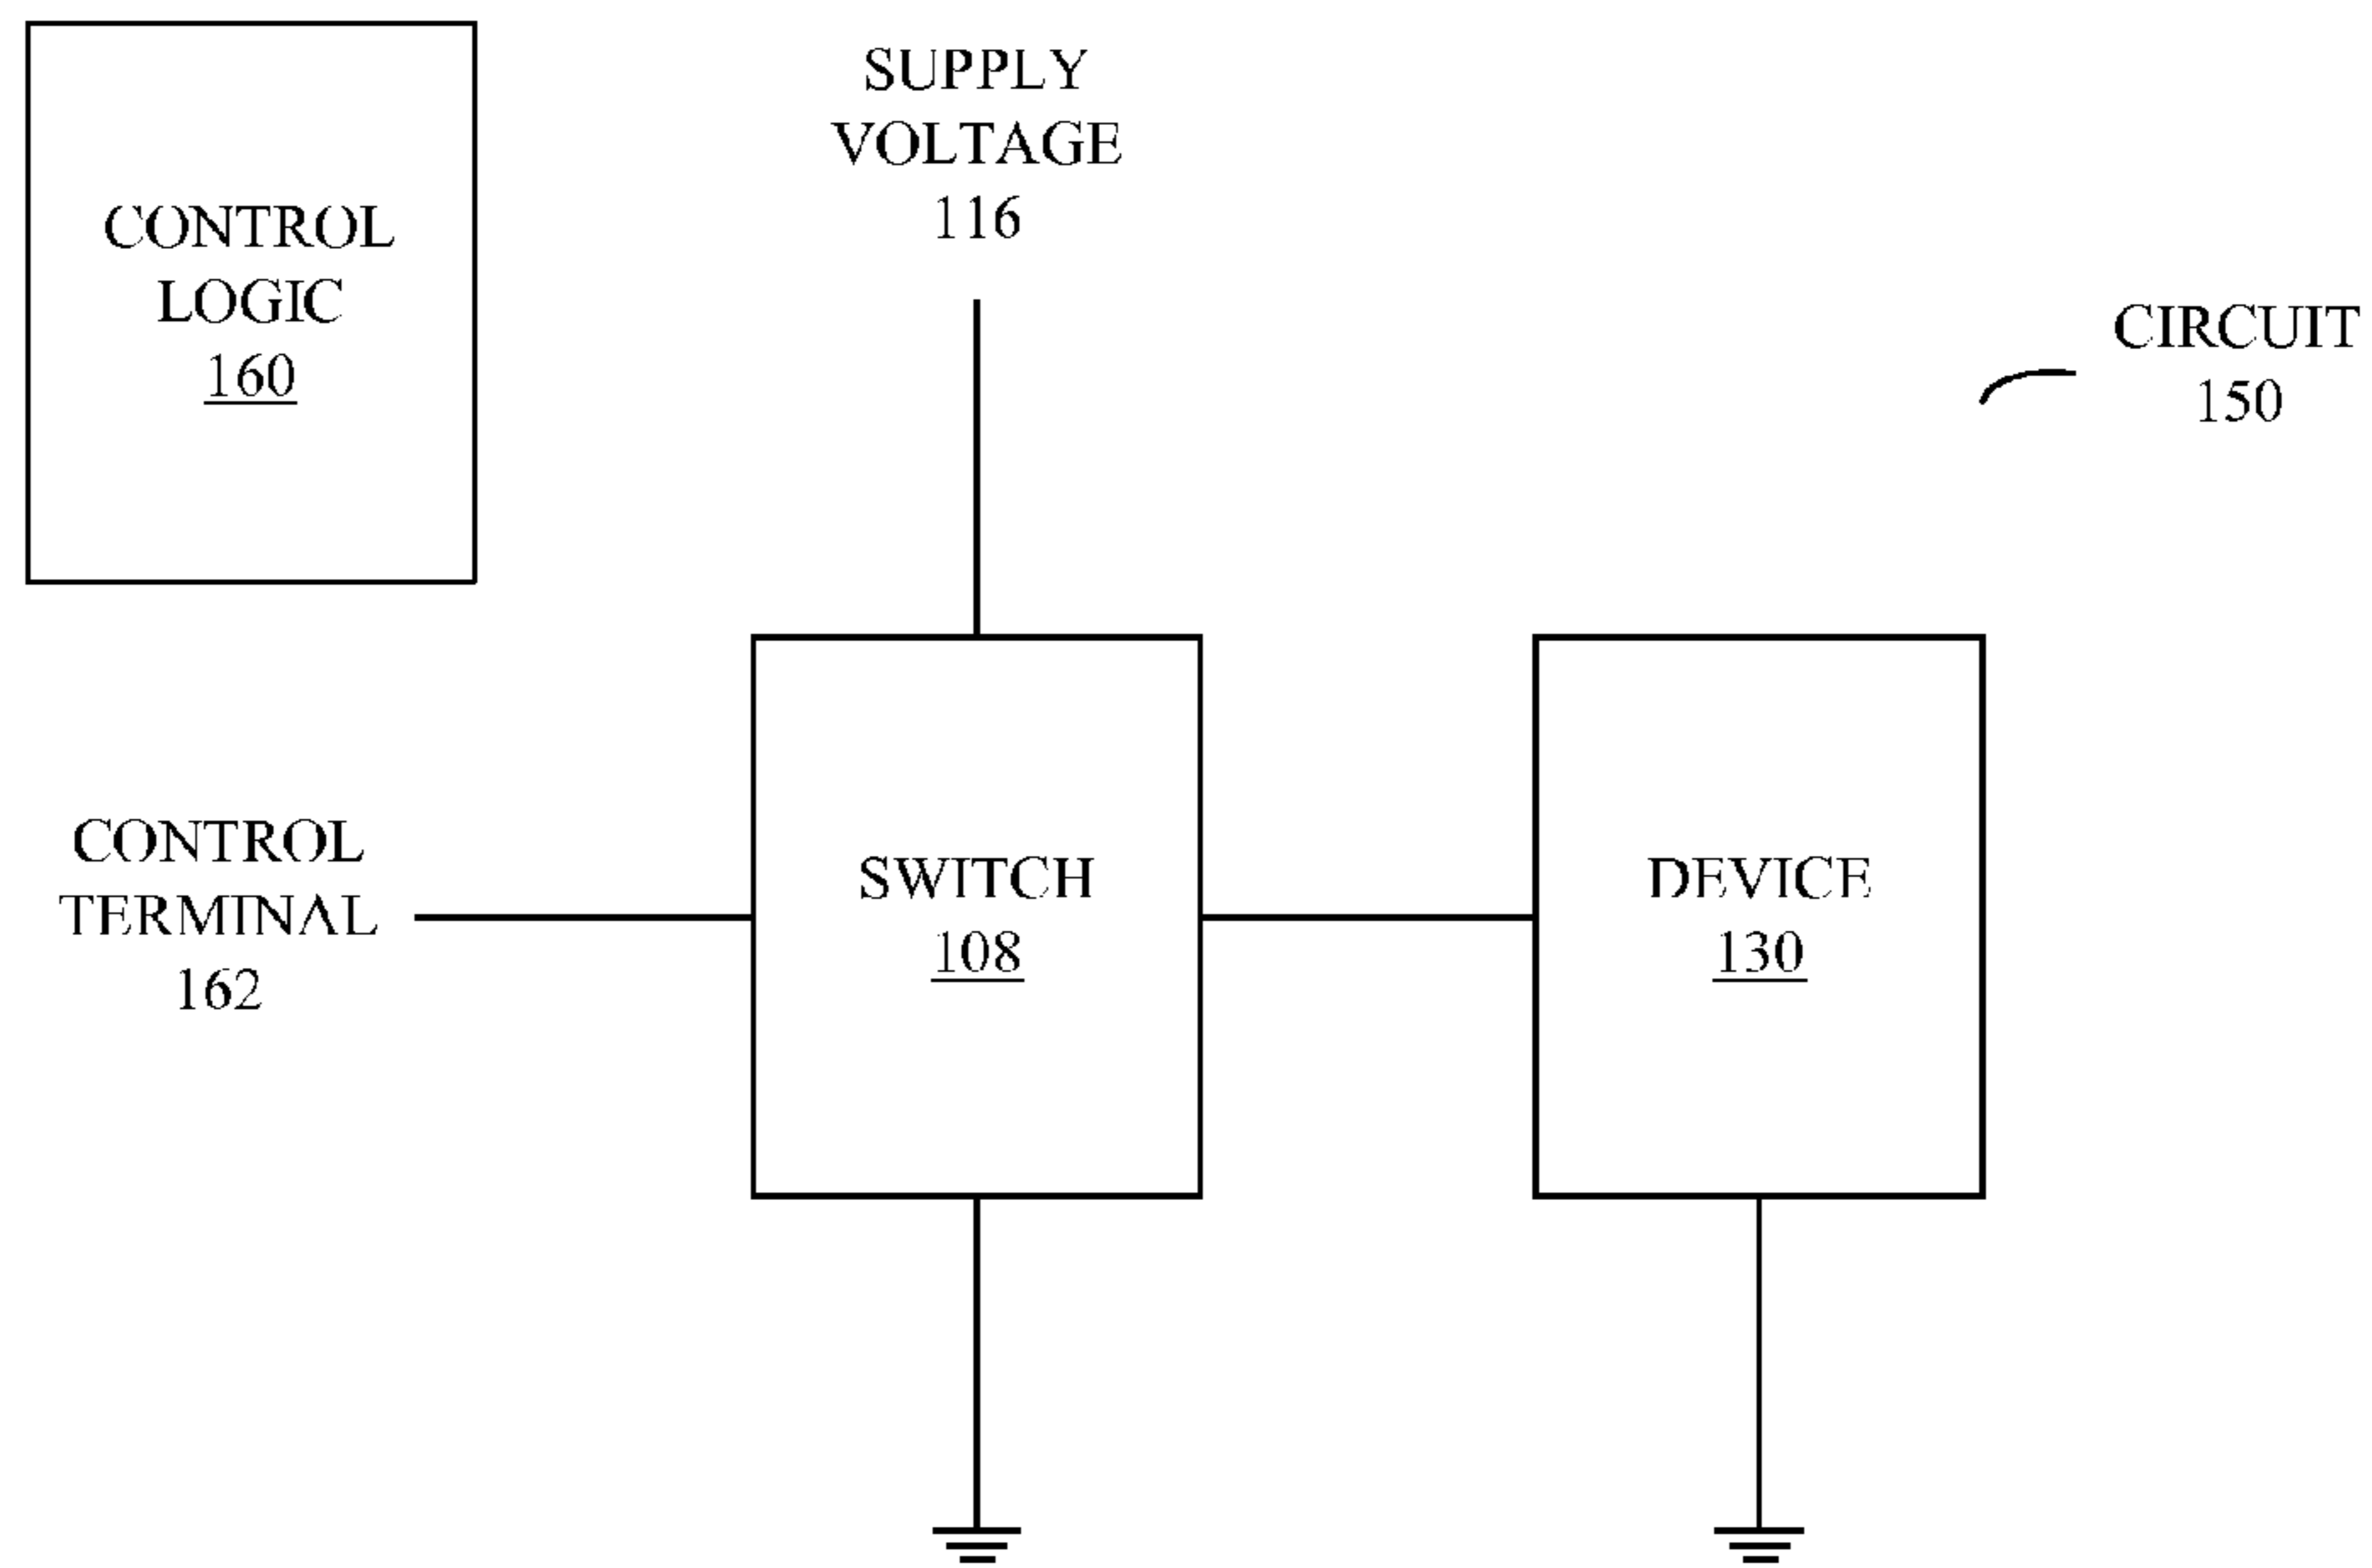 CONTROL
LOGIC
160
SUPPLY
VOLTAGE
116
CIRCUIT
150
CONTROL
TERMINAL
162
SWITCH
108
DEVICE
130